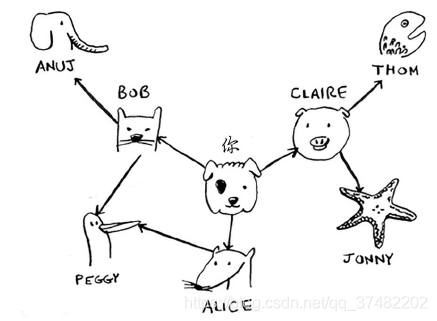 ANUJ
THOM
BOB
CLAIRE
你
JONNY
PEGGY
ALICE
https://blog.csdn.net/qq_37482202